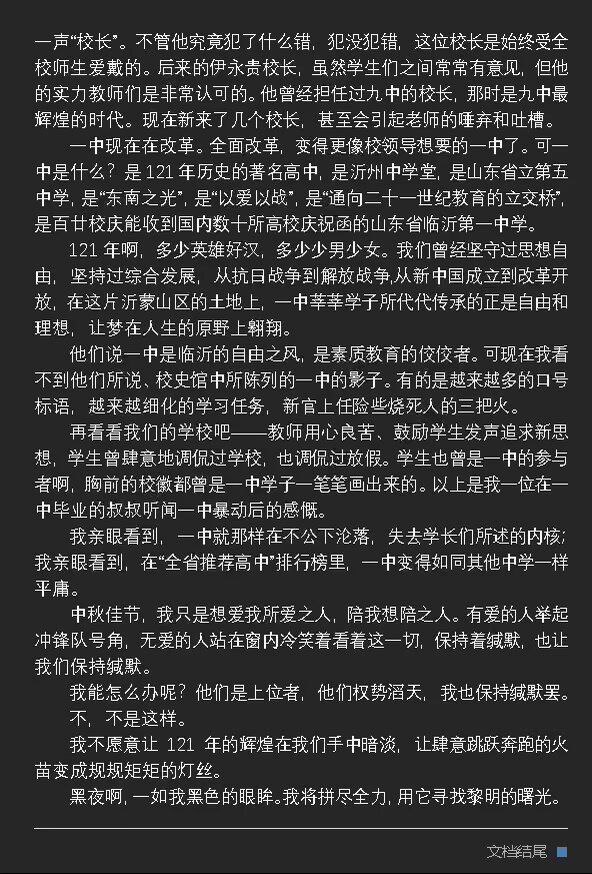 一声“校长”。不管他究竟犯了什么错，犯没犯错，这位校长是始终受全
校师生爱戴的。后来的伊永贵校长，虽然学生们之间常常有意见，但他
的实力教师们是非常认可的。他曾经担任过九中的校长，那时是九中最
辉煌的时代。现在新来了几个校长，甚至会引起老师的唾弃和吐槽。
一中现在在改革。全面改革，变得更像校领导想要的一中了。可一
中是什么？是121年历史的著名高中，是沂州中学堂，是山东省立第五
中学，是“东南之光”，是“以爱以战”，是“通向二十一世纪教育的立交桥”，
是百廿校庆能收到国内数十所高校庆祝函的山东省临沂第一中学。
121年啊，多少英雄好汉，多少少男少女。我们曾经坚守过思想自
由，坚持过综合发展，从抗日战争到解放战争，从新中国成立到改革开
放，在这片沂蒙山区的土地上，一中莘莘学子所代代传承的正是自由和
理想，让梦在人生的原野上翱翔。
他们说一中是临沂的自由之风，是素质教育的佼佼者。可现在我看
不到他们所说、校史馆中所陈列的一中的影子。有的是越来越多的口号
标语，越来越细化的学习任务，新官上任险些烧死人的三把火。
再看看我们的学校吧——教师用心良苦、鼓励学生发声追求新思
想，学生曾肆意地调侃过学校，也调侃过放假。学生也曾是一中的参与
者啊，胸前的校徽都曾是一中学子一笔笔画出来的。以上是我一位在一
中毕业的叔叔听闻一中暴动后的感慨。
我亲眼看到，一中就那样在不公下沦落，失去学长们所述的内核；
我亲眼看到，在“全省推荐高中”排行榜里，一中变得如同其他中学一样
平庸。
中秋佳节，我只是想爱我所爱之人，陪我想陪之人。有爱的人举起
冲锋队号角，无爱的人站在窗内冷笑着看着这一切，保持着缄默，也让
我们保持缄默。
我能怎么办呢？他们是上位者，他们权势滔天，我也保持缄默罢。
不，不是这样。
我不愿意让 121 年的辉煌在我们手中暗淡，让肆意跳跃奔跑的火
苗变成规规矩矩的灯丝。
黑夜啊，一如我黑色的眼眸。我将拼尽全力，用它寻找黎明的曙光。
文档结尾